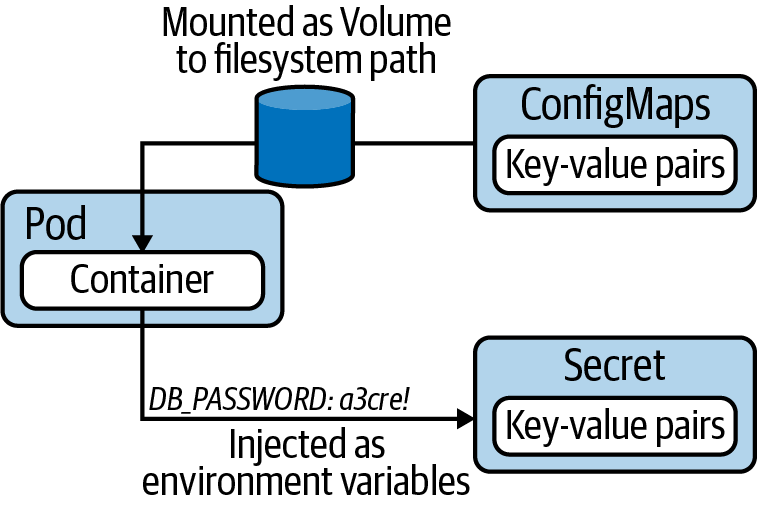 Mounted as Volume
to filesystem path
ConfigMaps
Key-value pairs
Pod
Container
Secret
Key-value pairs
DB_PASSWORD: a3cre!
Injected as
environment variables